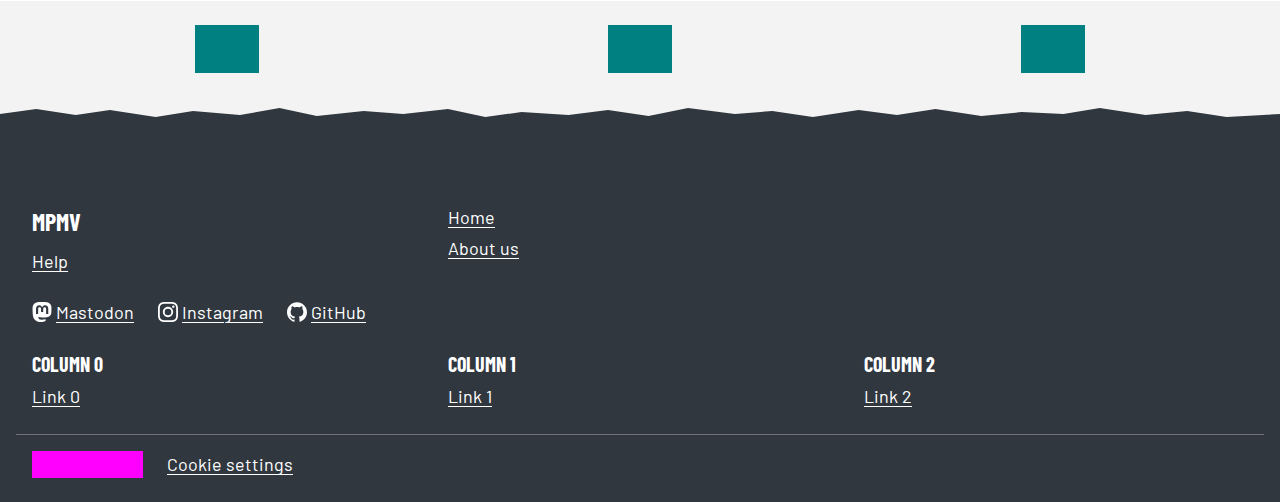 MPMV
Help
Mastodon Instagram GitHub
Home
About us
COLUMN 0
Link 0
COLUMN 1
Link 1
COLUMN 2
Link 2
Cookie settings